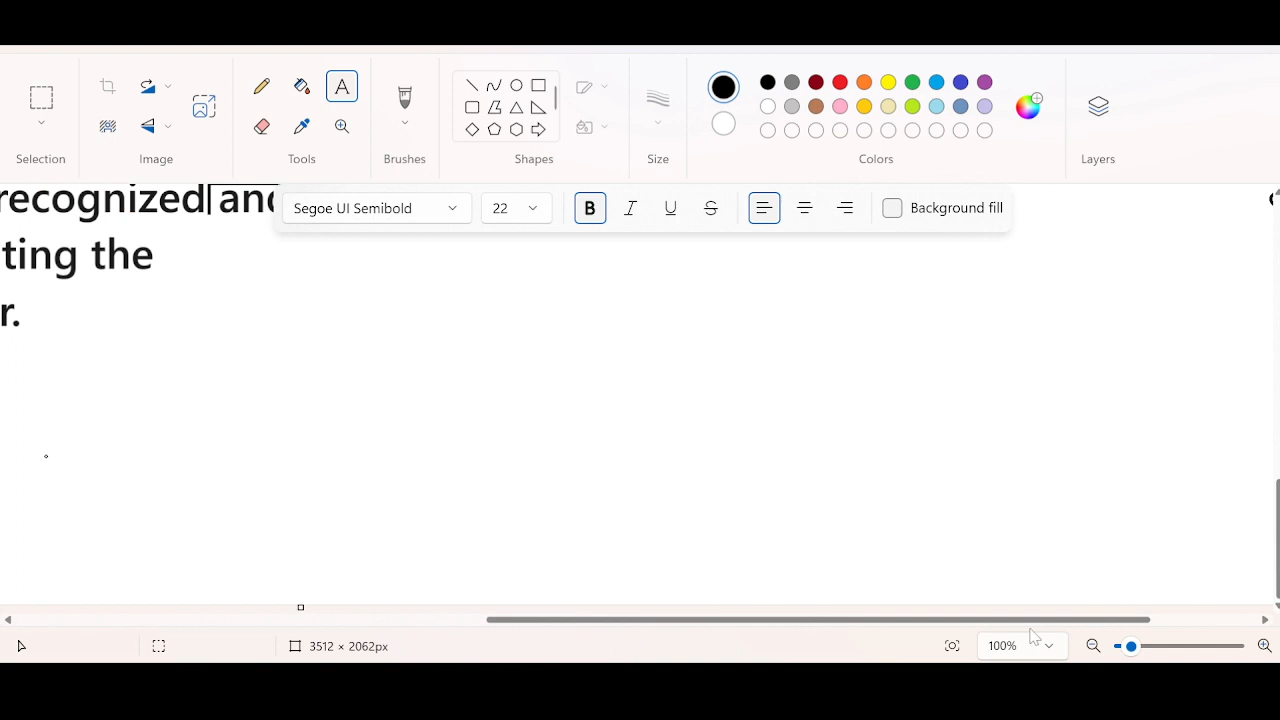 Selection
Image
Tools
Brushes
Shapes
Size
Colors
Layers
recognized and
Segoe UI Semibold
22
B
I
U
Background fill
ting the
r.
3512 × 2062px
100%